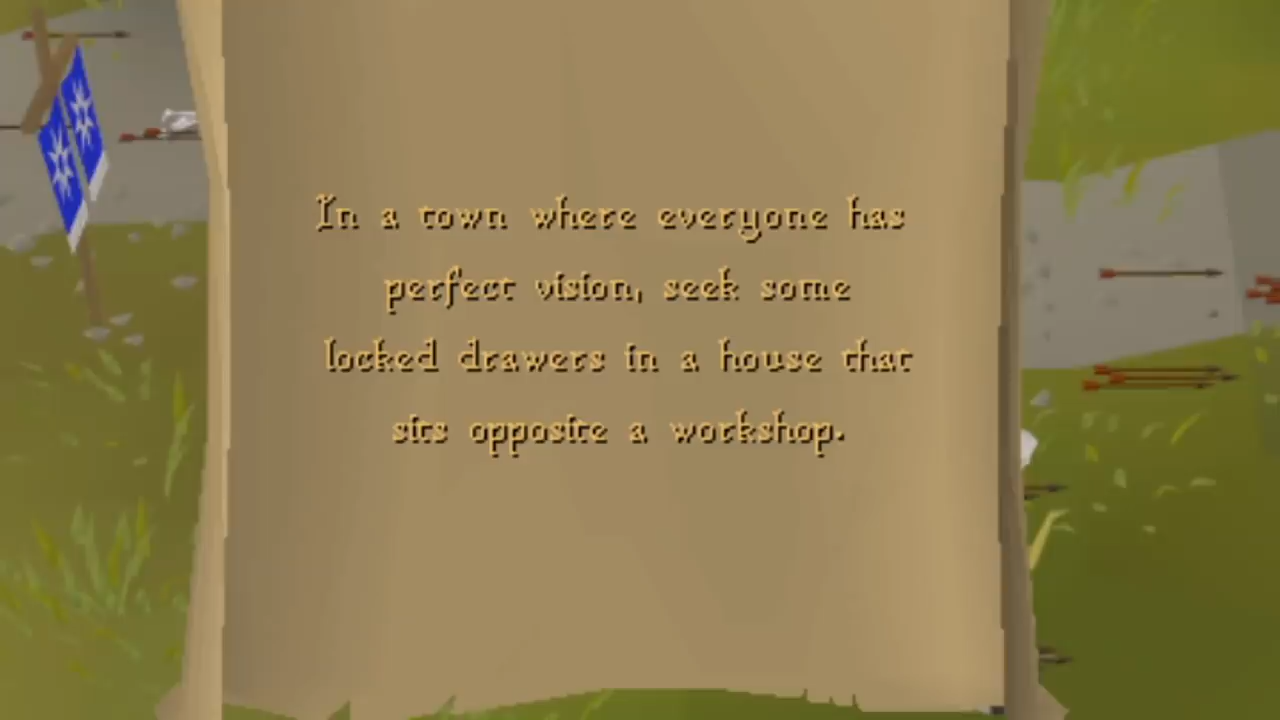 In a town where everyone has
perfect vision, seek some
locked drawers in a house that
sits opposite a workshop.